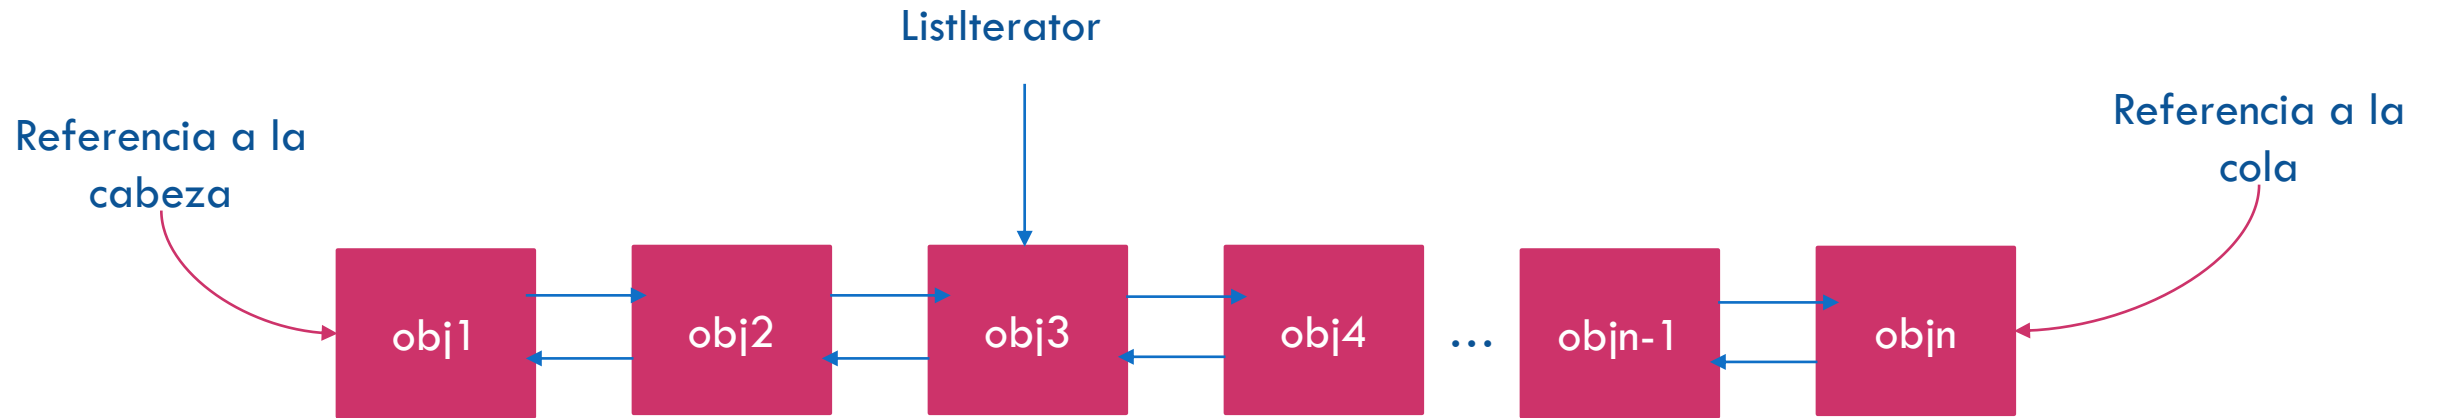 ListIterator
Referencia a la
cabeza
Referencia a la
cola
obj1
obj2
obj3
obj4
...
objn-1
objn